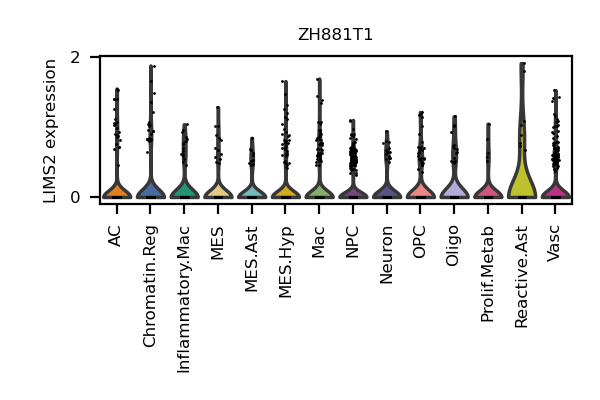 ZH881T1
LIMS2 expression
2
0
AC
Chromatin.Reg
Inflammatory.Mac
MES
MES.Ast
MES.Hyp
Mac
NPC
Neuron
OPC
Oligo
Prolif.Metab
Reactive.Ast
Vasc